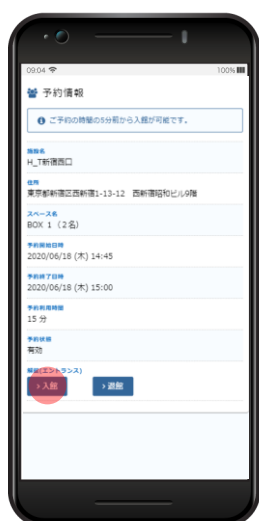 09:04 100%
予約情報
ご予約の時間の5分前から入館が可能です。
施設名
H_T新宿西口
住所
東京都新宿区西新宿1-13-12 西新宿昭和ビル9階
スペース名
BOX 1 （2名）
予約開始日時
2020/06/18 (木) 14:45
予約終了日時
2020/06/18 (木) 15:00
予約利用時間
15 分
予約状態
有効
解錠(エントランス)
› 入館 › 退館